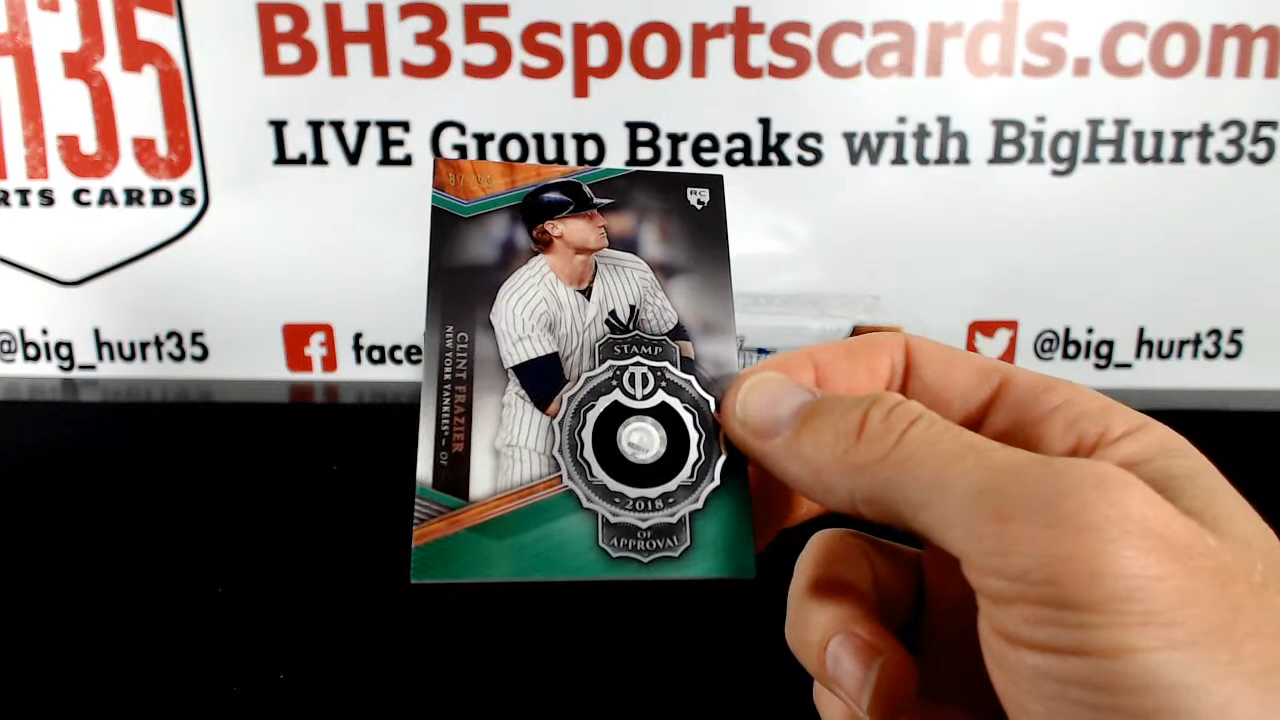 BH35sportscards.com
LIVE Group Breaks with BigHurt35
H35
RTS CARDS
@big_hurt35
f face
@big_hurt35
RC
CLINT FRAZIER
NEW YORK YANKEES® – OF
STAMP
2018
OF
APPROVAL